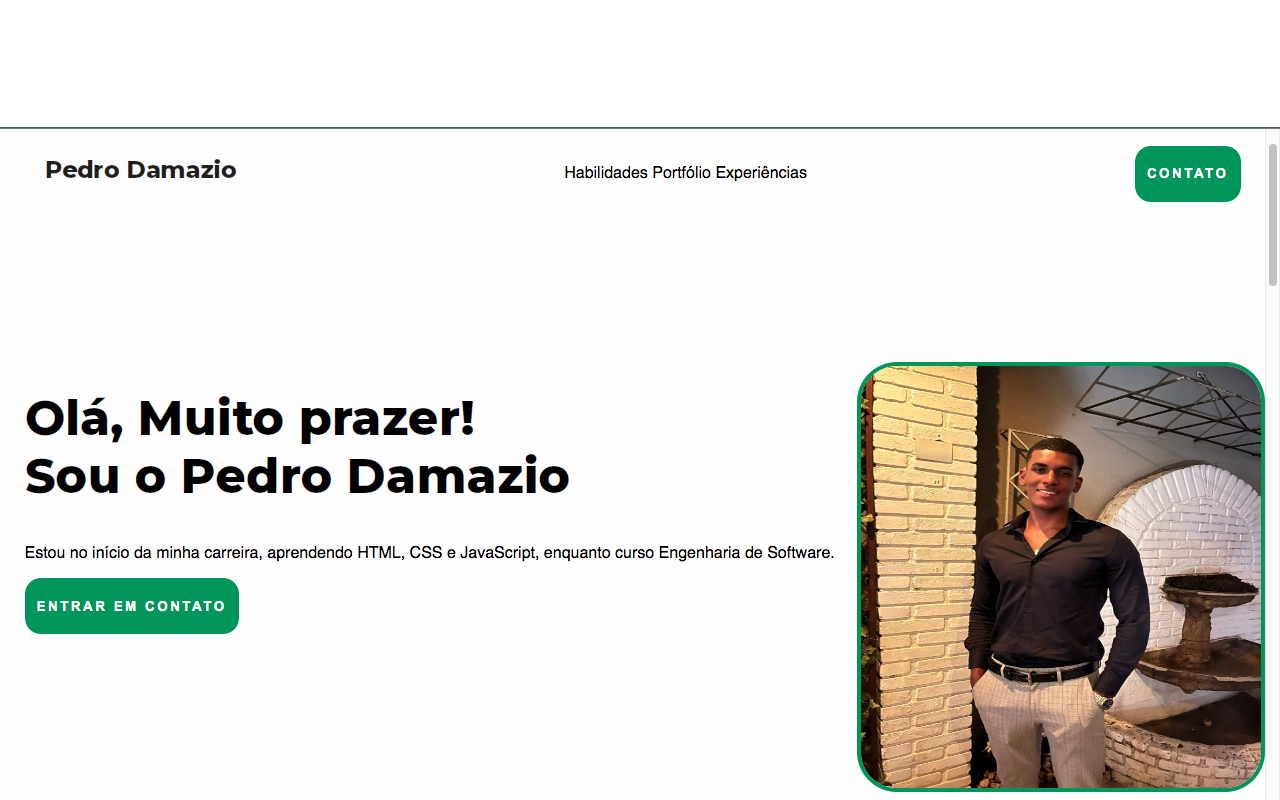 Pedro Damazio
Habilidades Portfólio Experiências
CONTATO
Olá, Muito prazer!
Sou o Pedro Damazio
Estou no início da minha carreira, aprendendo HTML, CSS e JavaScript, enquanto curso Engenharia de Software.
ENTRAR EM CONTATO